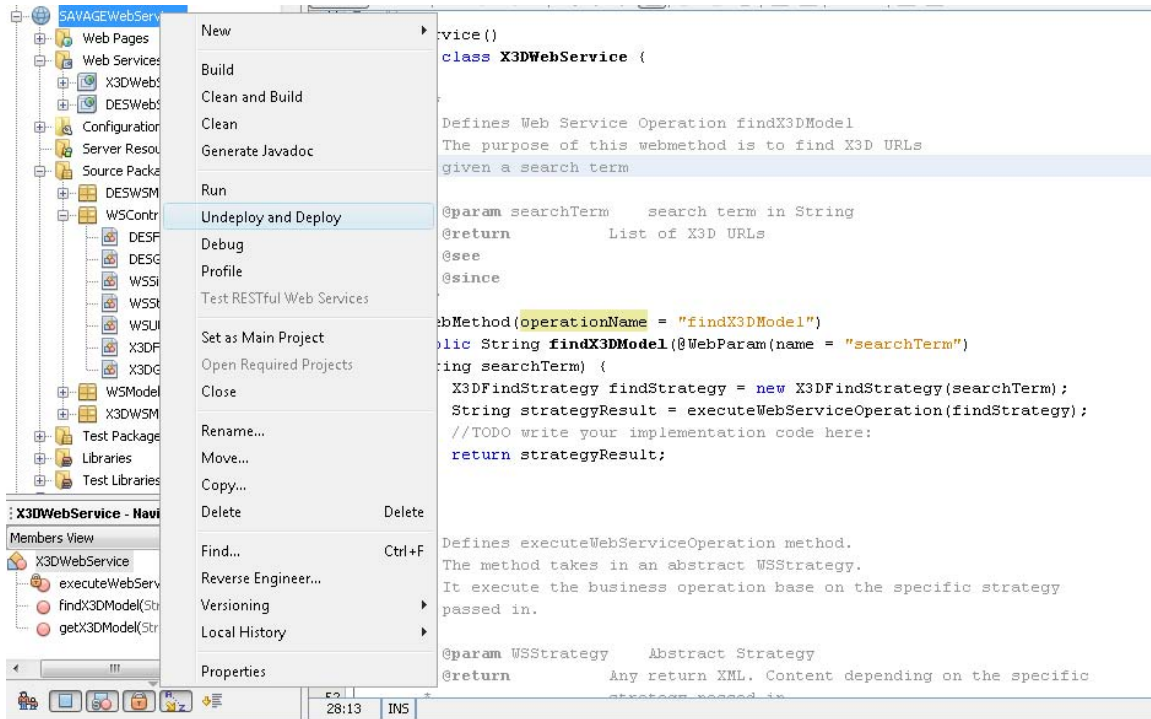 SAVAGEWebServ
Web Pages
Web Services
X3DWebS
DESWebS
Configuration
Server Resou
Source Packa
DESWSM
WSContr
DESF
DESG
WSSi
WSSt
WSUI
X3DF
X3DG
WSModel
X3DWSM
Test Package
Libraries
Test Libraries
X3DWebService - Navi
Members View
X3DWebService
executeWebServ
findX3DModel(Str
getX3DModel(Str
New
Build
Clean and Build
Clean
Generate Javadoc
Run
Undeploy and Deploy
Debug
Profile
Test RESTful Web Services
Set as Main Project
Open Required Projects
Close
Rename...
Move...
Copy...
Delete Delete
Find... Ctrl+F
Reverse Engineer...
Versioning
Local History
Properties
rvice()
class X3DWebService {
*
Defines Web Service Operation findX3DModel
The purpose of this webmethod is to find X3D URLs
given a search term
@param searchTerm search term in String
@return List of X3D URLs
@see
@since
ebMethod(operationName = "findX3DModel")
lic String findX3DModel(@WebParam(name = "searchTerm")
ring searchTerm) {
X3DFindStrategy findStrategy = new X3DFindStrategy(searchTerm);
String strategyResult = executeWebServiceOperation(findStrategy);
//TODO write your implementation code here:
return strategyResult;
Defines executeWebServiceOperation method.
The method takes in an abstract WSStrategy.
It execute the business operation base on the specific strategy
passed in.
@param WSStrategy Abstract Strategy
@return Any return XML. Content depending on the specific
52 * strategy passed in
28:13 INS